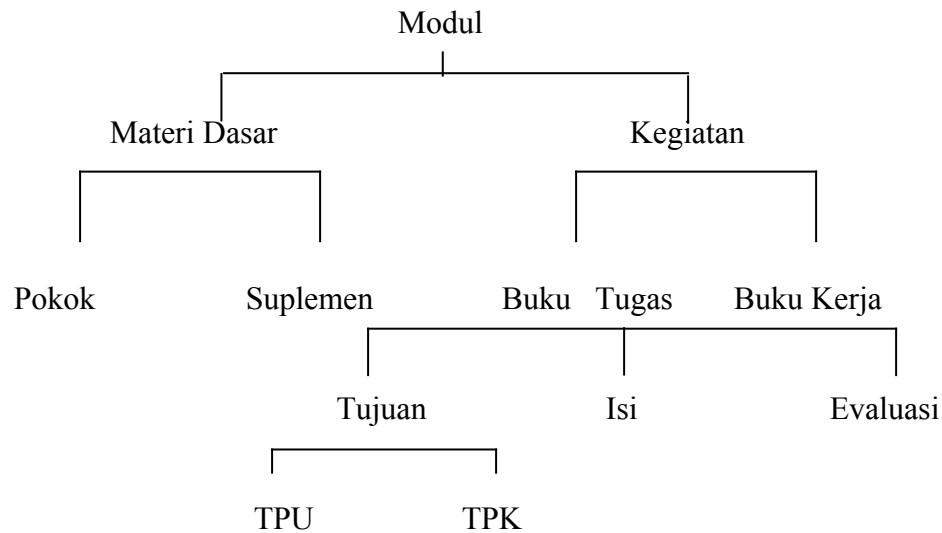 Modul
Materi Dasar Kegiatan
Pokok Suplemen Buku Tugas Buku Kerja
Tujuan Isi Evaluasi
TPU TPK